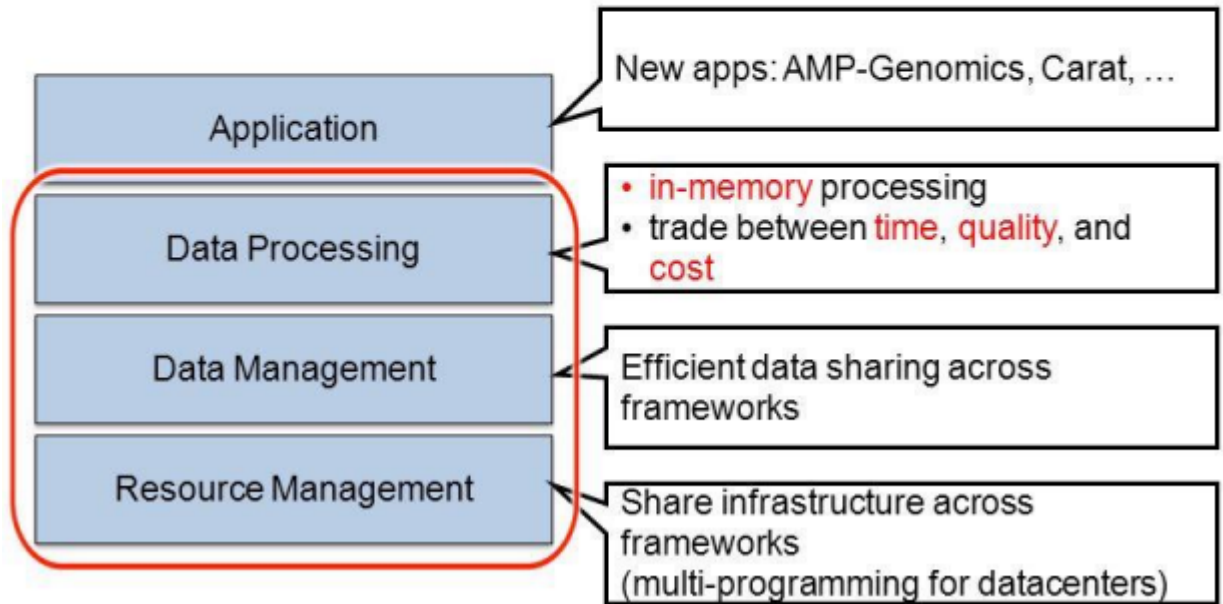 New apps: AMP-Genomics, Carat, …
Application
• in-memory processing
• trade between time, quality, and
cost
Data Processing
Data Management
Efficient data sharing across
frameworks
Resource Management
Share infrastructure across
frameworks
(multi-programming for datacenters)